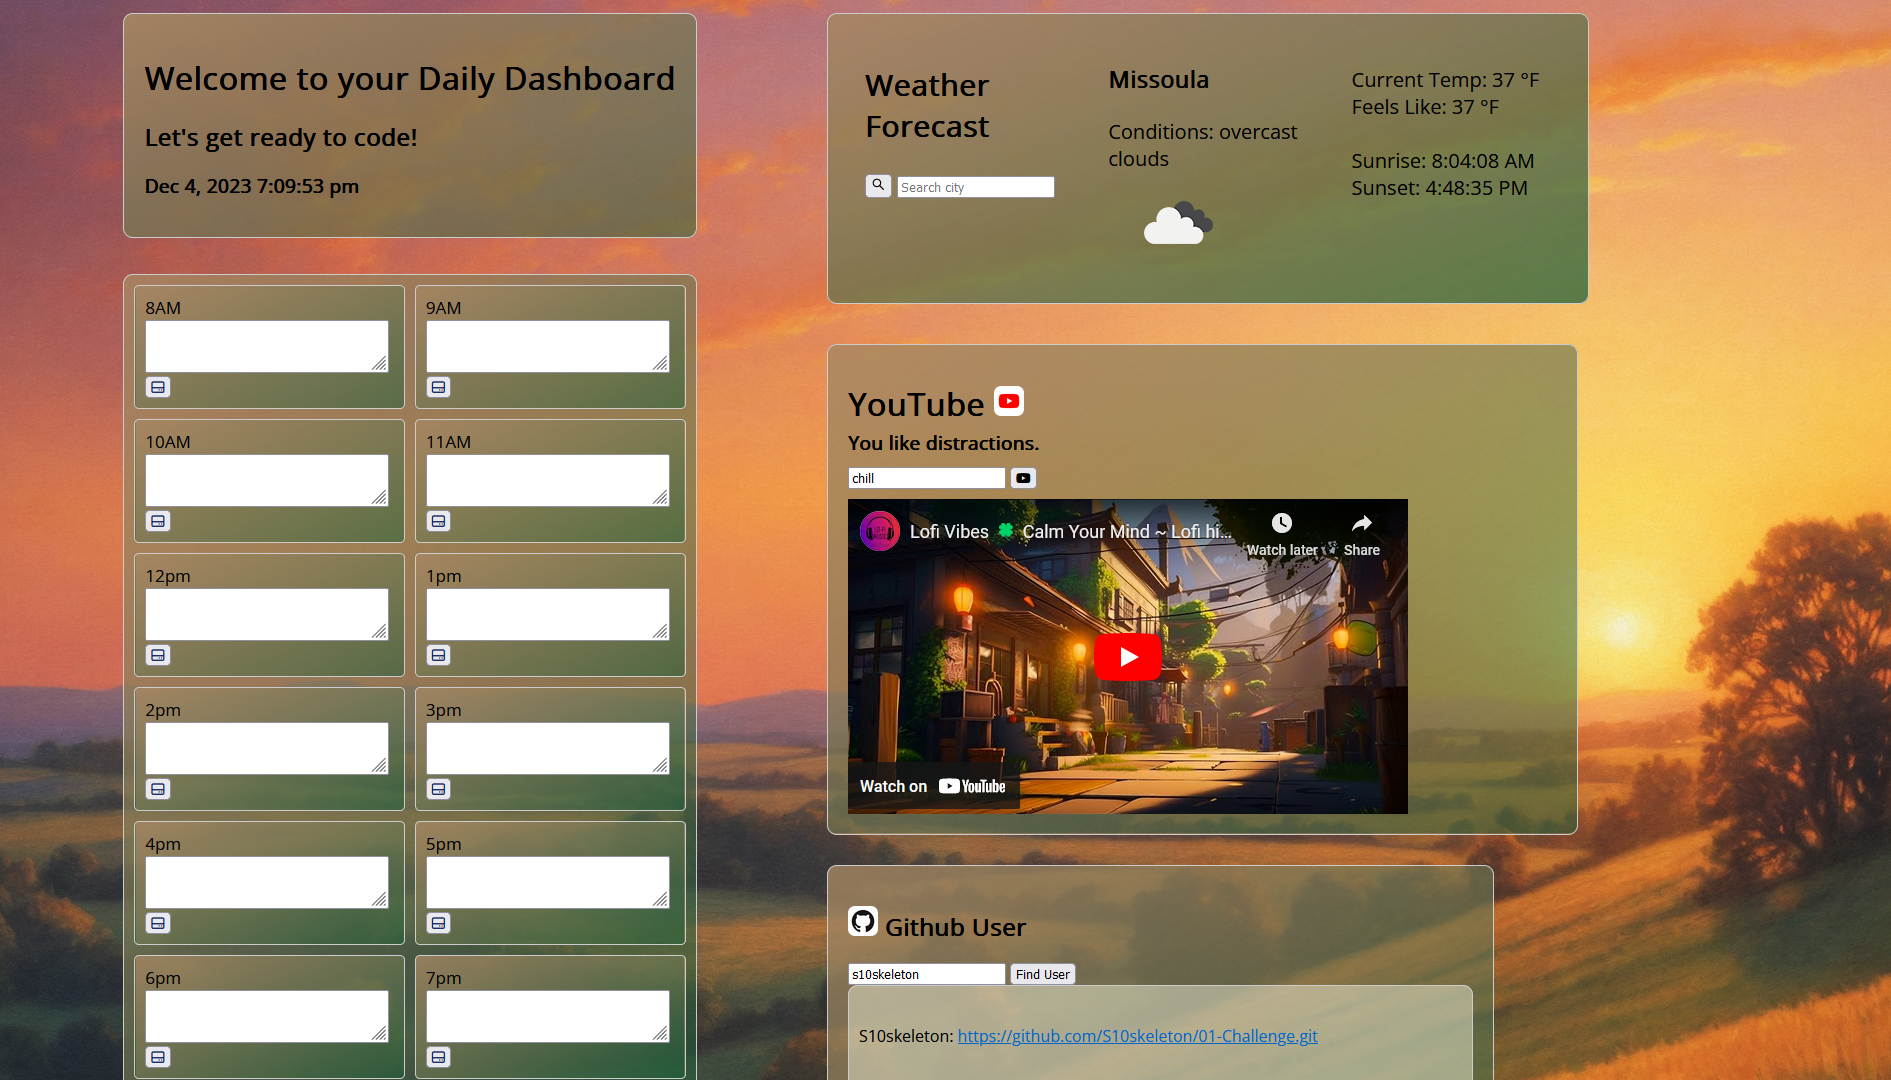 Welcome to your Daily Dashboard
Let's get ready to code!
Dec 4, 2023 7:09:53 pm
8AM
9AM
10AM
11AM
12pm
1pm
2pm
3pm
4pm
5pm
6pm
7pm
Weather
Forecast
Search city
Missoula
Conditions: overcast
clouds
Current Temp: 37 °F
Feels Like: 37 °F
Sunrise: 8:04:08 AM
Sunset: 4:48:35 PM
YouTube
You like distractions.
chill
Lofi Vibes 🍀 Calm Your Mind ~ Lofi hi...
Watch later
Share
Watch on YouTube
Github User
s10skeleton
Find User
S10skeleton: https://github.com/S10skeleton/01-Challenge.git